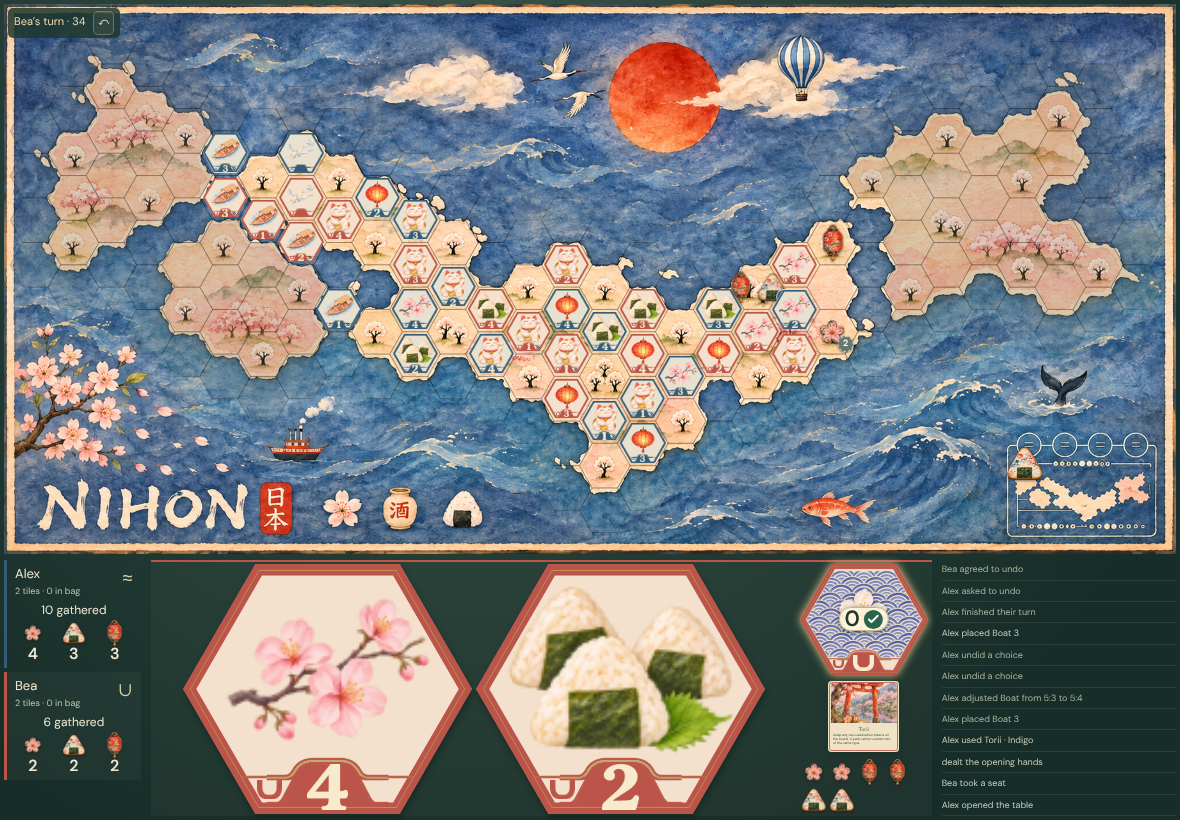 Bea's turn · 34
NIHON
日本
酒
Alex
2 tiles · 0 in bag
10 gathered
4 3 3
Bea
2 tiles · 0 in bag
6 gathered
2 2 2
4
2
0
Torii
Bea agreed to undo
Alex asked to undo
Alex finished their turn
Alex placed Boat 3
Alex undid a choice
Alex undid a choice
Alex adjusted Boat from 5:3 to 5:4
Alex placed Boat 3
Alex used Torii · Indigo
dealt the opening hands
Bea took a seat
Alex opened the table